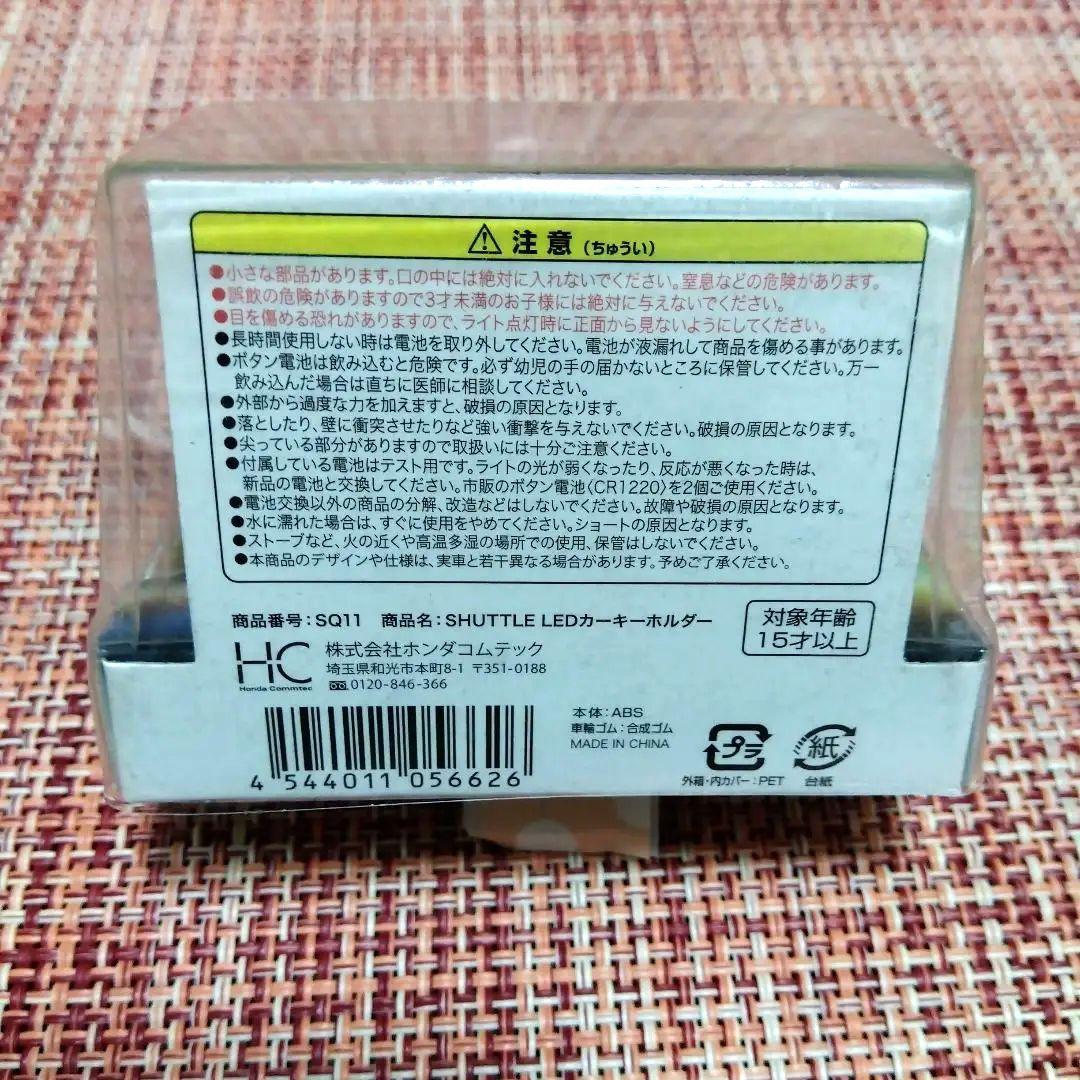 注意(ちゅうい)
●小さな部品があります。口の中には絶対に入れないでください。窒息などの危険があります。
●誤飲の危険がありますので3才未満のお子様には絶対に与えないでください。
●目を傷める恐れがありますので、ライト点灯時に正面から見ないようにしてください。
●長時間使用しない時は電池を取り外してください。電池が液漏れして商品を傷める事があります。
●ボタン電池は飲み込むと危険です。必ず幼児の手の届かないところに保管してください。万一
飲み込んだ場合は直ちに医師に相談してください。
●外部から過度な力を加えますと、破損の原因となります。
●落としたり、壁に衝突させたりなど強い衝撃を与えないでください。破損の原因となります。
●尖っている部分がありますので取扱いには十分ご注意ください。
●付属している電池はテスト用です。ライトの光が弱くなったり、反応が悪くなった時は、
新品の電池と交換してください。市販のボタン電池〈CR1220〉を2個ご使用ください。
●電池交換以外の商品の分解、改造などはしないでください。故障や破損の原因となります。
●水に濡れた場合は、すぐに使用をやめてください。ショートの原因となります。
●ストーブなど、火の近くや高温多湿の場所での使用、保管はしないでください。
●本商品のデザインや仕様は、実車と若干異なる場合があります。予めご了承ください。
商品番号:SQ11 商品名:SHUTTLE LEDカーキーホルダー
対象年齢
15才以上
HC
Honda Commtec
株式会社ホンダコムテック
埼玉県和光市本町8-1 〒351-0188
0120-846-366
4 544011 056626
本体:ABS
車輪ゴム:合成ゴム
MADE IN CHINA
プラ
外箱・内カバー:PET
紙
台紙